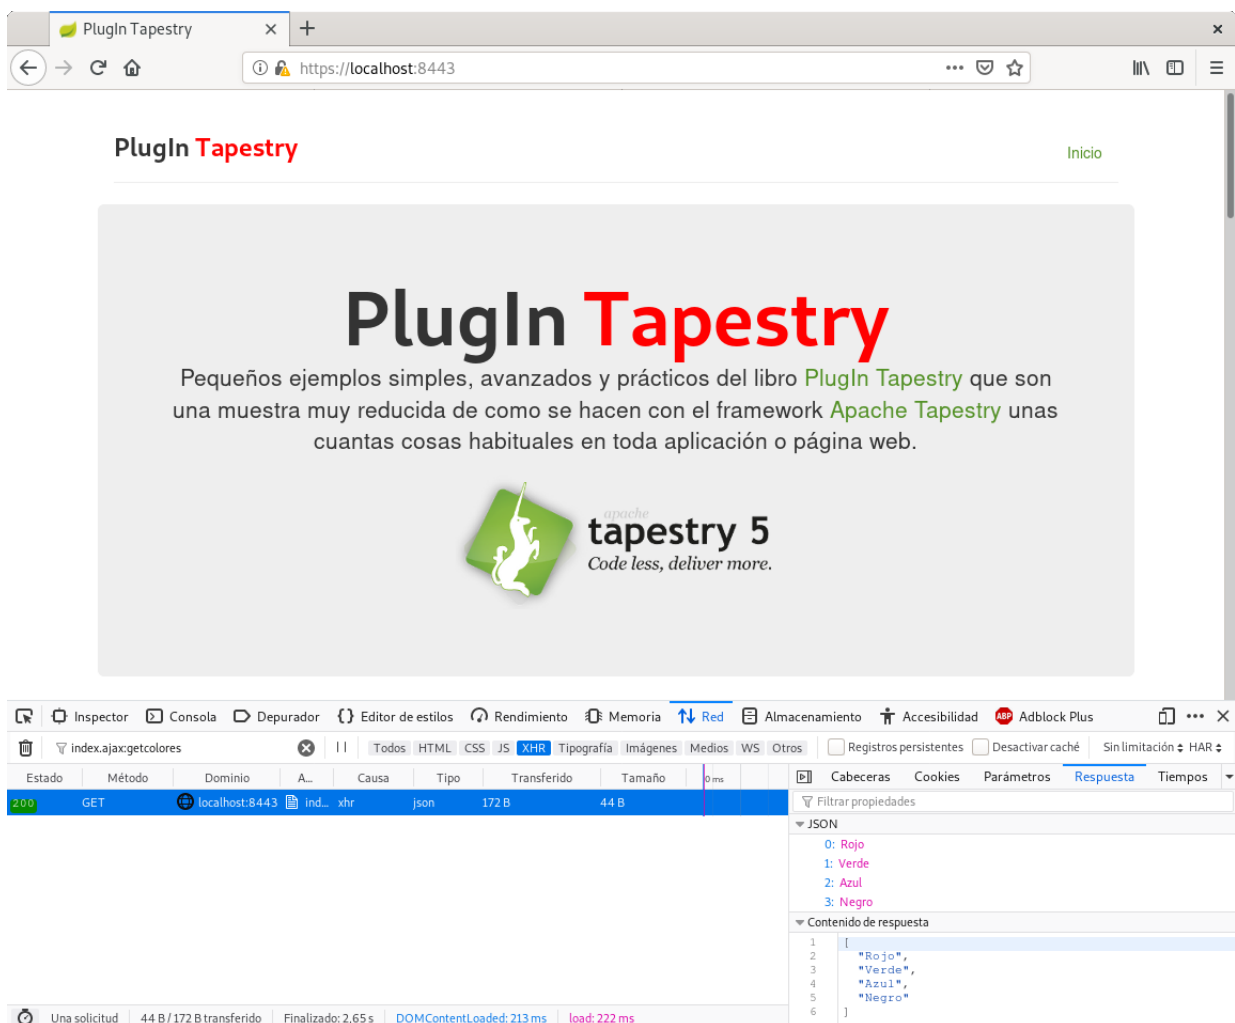 PlugIn Tapestry
https://localhost:8443
PlugIn Tapestry
Inicio
PlugIn Tapestry
Pequeños ejemplos simples, avanzados y prácticos del libro PlugIn Tapestry que son
una muestra muy reducida de como se hacen con el framework Apache Tapestry unas
cuantas cosas habituales en toda aplicación o página web.
apache
tapestry 5
Code less, deliver more.
Inspector Consola Depurador Editor de estilos Rendimiento Memoria Red Almacenamiento Accesibilidad ABP Adblock Plus
index.ajax:getcolores Todos HTML CSS JS XHR Tipografía Imágenes Medios WS Otros Registros persistentes Desactivar caché Sin limitación HAR
Estado Método Dominio A... Causa Tipo Transferido Tamaño 0 ms
200 GET localhost:8443 ind... xhr json 172 B 44 B
Cabeceras Cookies Parámetros Respuesta Tiempos
Filtrar propiedades
JSON
0: Rojo
1: Verde
2: Azul
3: Negro
Contenido de respuesta
1 [
2 "Rojo",
3 "Verde",
4 "Azul",
5 "Negro"
6 ]
Una solicitud 44 B / 172 B transferido Finalizado: 2,65 s DOMContentLoaded: 213 ms load: 222 ms